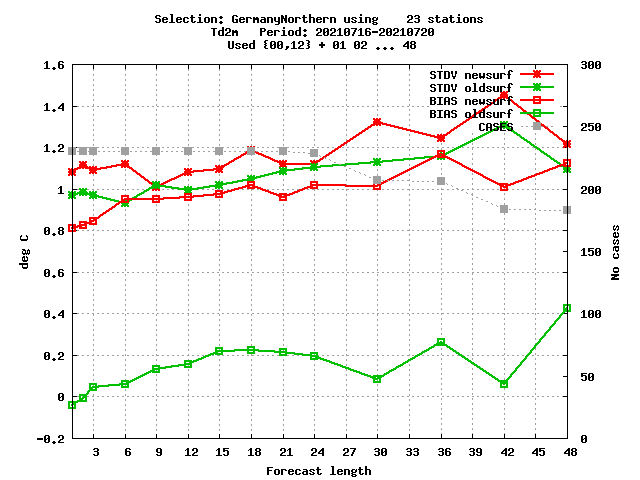 Selection: GermanyNorthern using    23 stations
Td2m   Period: 20210716-20210720
Used {00,12} + 01 02 ... 48
STDV newsurf
STDV oldsurf
BIAS newsurf
BIAS oldsurf
CASES
deg C
1.6
1.4
1.2
1
0.8
0.6
0.4
0.2
0
-0.2
300
250
200
150
100
50
0
No cases
3 6 9 12 15 18 21 24 27 30 33 36 39 42 45 48
Forecast length